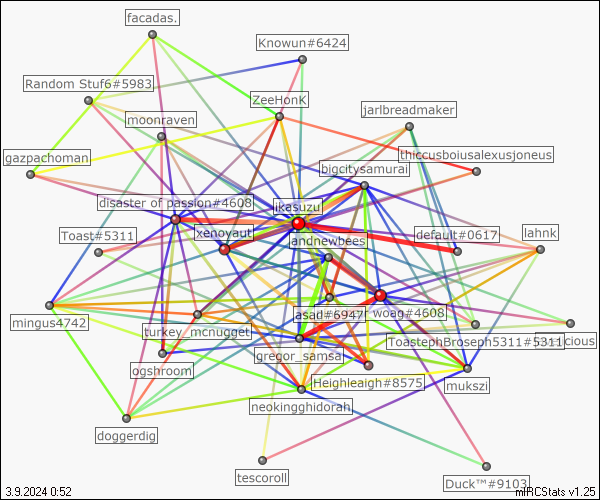 facadas.
Knowun#6424
Random Stuf6#5983
ZeeHonK
jarlbreadmaker
moonraven
gazpachoman
thiccusboiusalexusjoneus
bigcitysamurai
disaster of passion#4608
ikasuzu
Toast#5311
xenoyaut
andnewbees
default#0617
lahnk
asad#6947
woag#4608
mingus4742
turkey_mcnugget
ToastephBroseph5311#5311
gregor_samsa
ogshroom
Heighleaigh#8575
mukszi
neokingghidorah
doggerdig
tescoroll
Duck™#9103
3.9.2024 0:52
mIRCStats v1.25